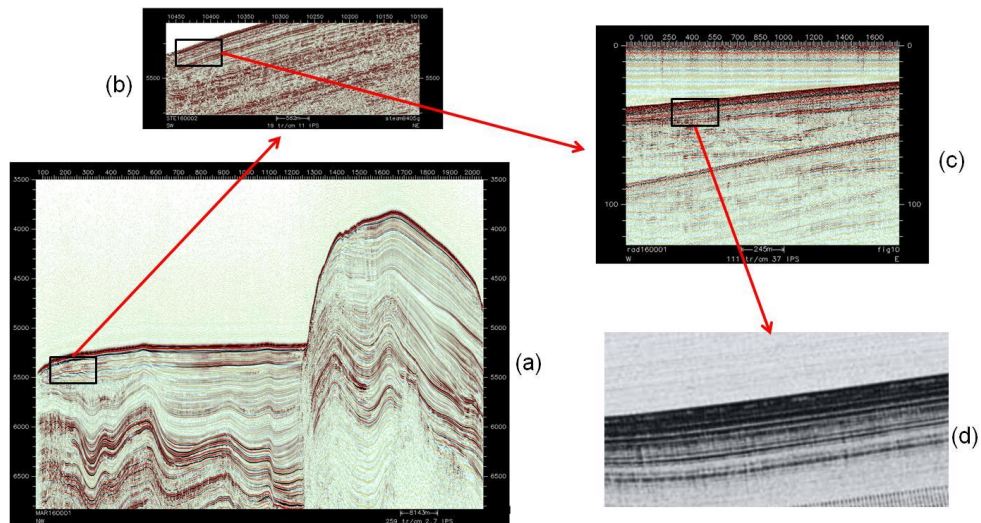 10450 10400 10350 10300 10250 10200 10150 10100
5500 5500
STE160002 582m steam6405g
SW 19 tr/cm 11 IPS NE
(b)
0 100 250 400 550 700 850 1000 1200 1400 1600
0 0
100 100
rad160001 245m fig10
W 111 tr/cm 37 IPS E
(c)
100 200 300 400 500 600 700 800 900 1000 1100 1200 1300 1400 1500 1600 1700 1800 1900 2000
3500 3500
4000 4000
4500 4500
5000 5000
5500 5500
6000 6000
6500 6500
MAR160001 8143m
NW 259 tr/cm 2.7 IPS
(a)
(d)